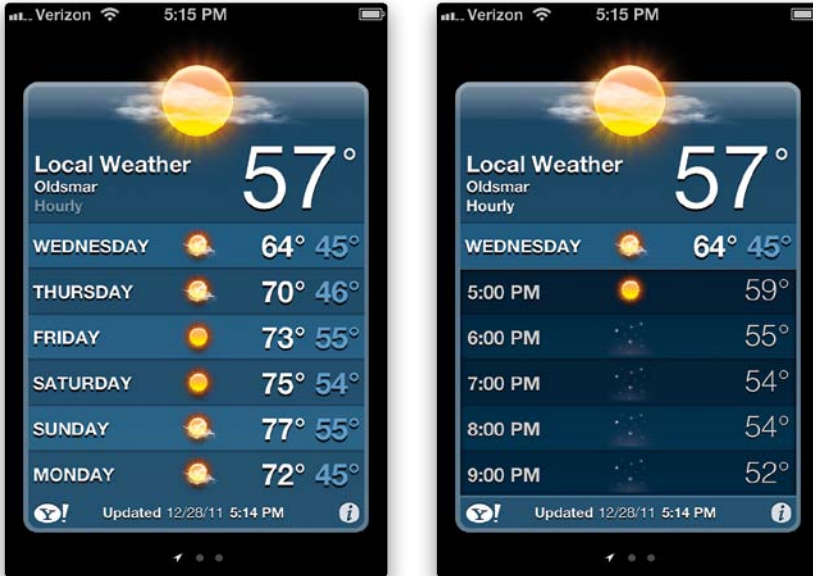 Verizon 5:15 PM
Local Weather
57°
Oldsmar
Hourly
WEDNESDAY 64° 45°
THURSDAY 70° 46°
FRIDAY 73° 55°
SATURDAY 75° 54°
SUNDAY 77° 55°
MONDAY 72° 45°
Y! Updated 12/28/11 5:14 PM i
Verizon 5:15 PM
Local Weather
57°
Oldsmar
Hourly
WEDNESDAY 64° 45°
5:00 PM 59°
6:00 PM 55°
7:00 PM 54°
8:00 PM 54°
9:00 PM 52°
Y! Updated 12/28/11 5:14 PM i